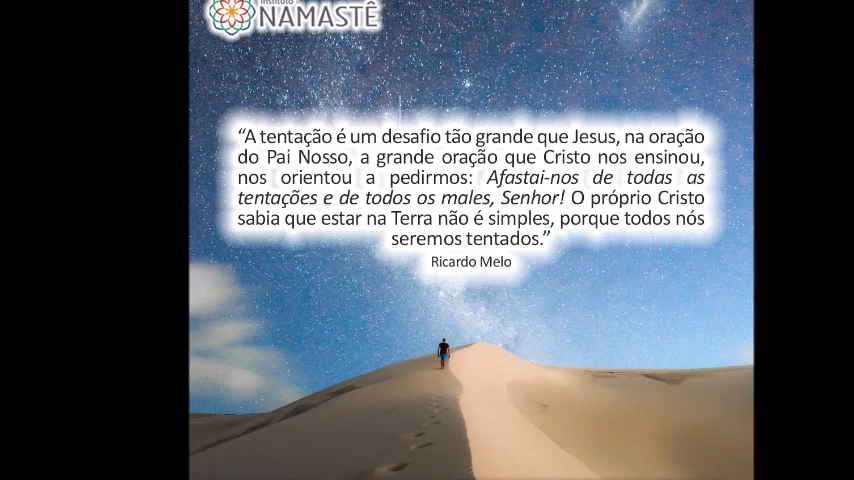 Instituto
NAMASTÊ
“A tentação é um desafio tão grande que Jesus, na oração
do Pai Nosso, a grande oração que Cristo nos ensinou,
nos orientou a pedirmos: Afastai-nos de todas as
tentações e de todos os males, Senhor! O próprio Cristo
sabia que estar na Terra não é simples, porque todos nós
seremos tentados.”
Ricardo Melo